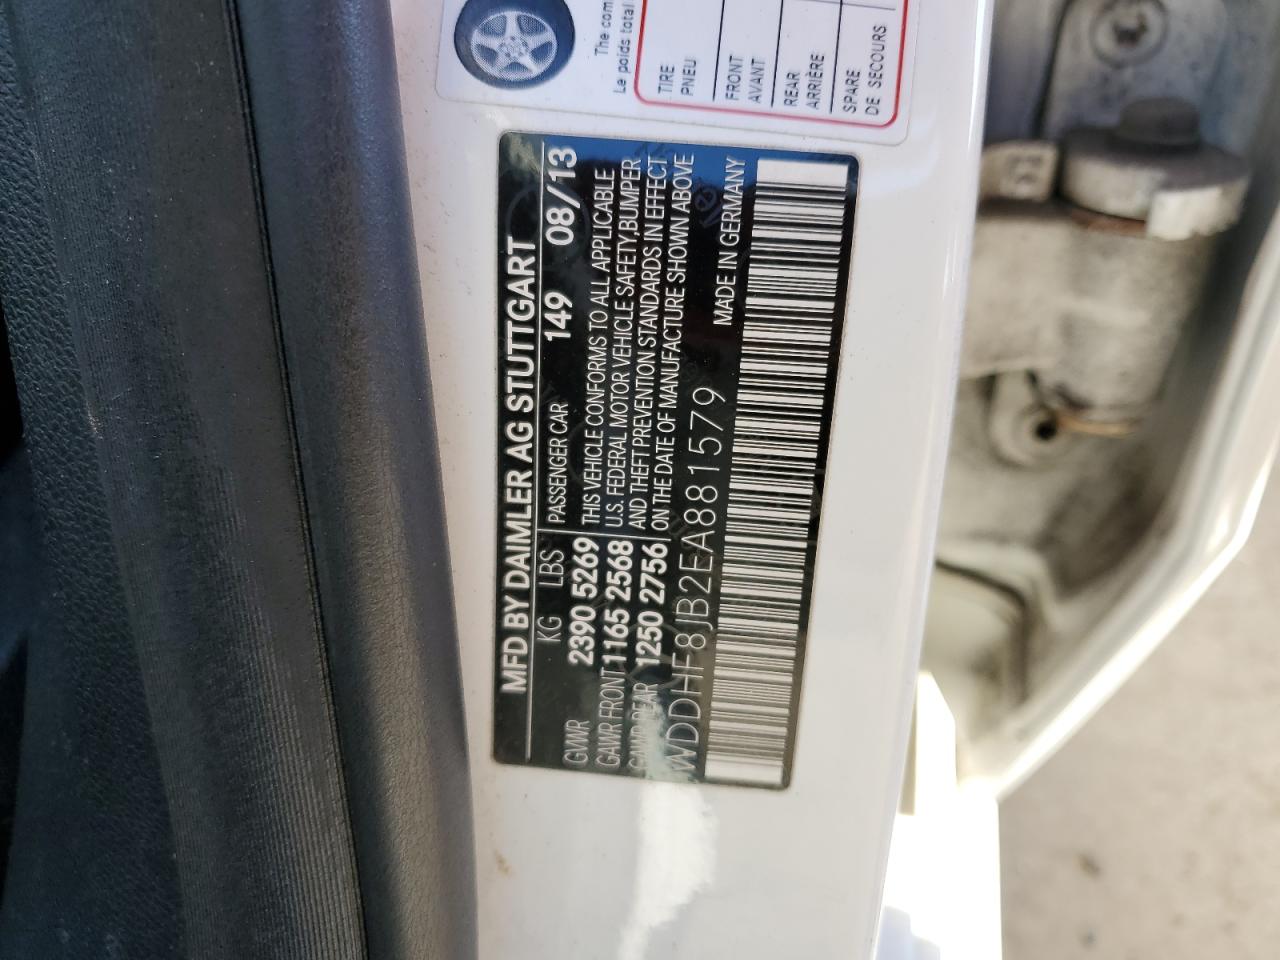 The com
Le poids total
TIRE
PNEU
FRONT
AVANT
REAR
ARRIÈRE
SPARE
DE SECOURS
MFD BY DAIMLER AG STUTTGART
KG LBS PASSENGER CAR 149 08/13
GVWR 2390 5269 THIS VEHICLE CONFORMS TO ALL APPLICABLE
GAWR FRONT 1165 2568 U.S. FEDERAL MOTOR VEHICLE SAFETY,BUMPER
GAWR REAR 1250 2756 AND THEFT PREVENTION STANDARDS IN EFFECT
ON THE DATE OF MANUFACTURE SHOWN ABOVE
WDDHF8JB2EA881579 MADE IN GERMANY